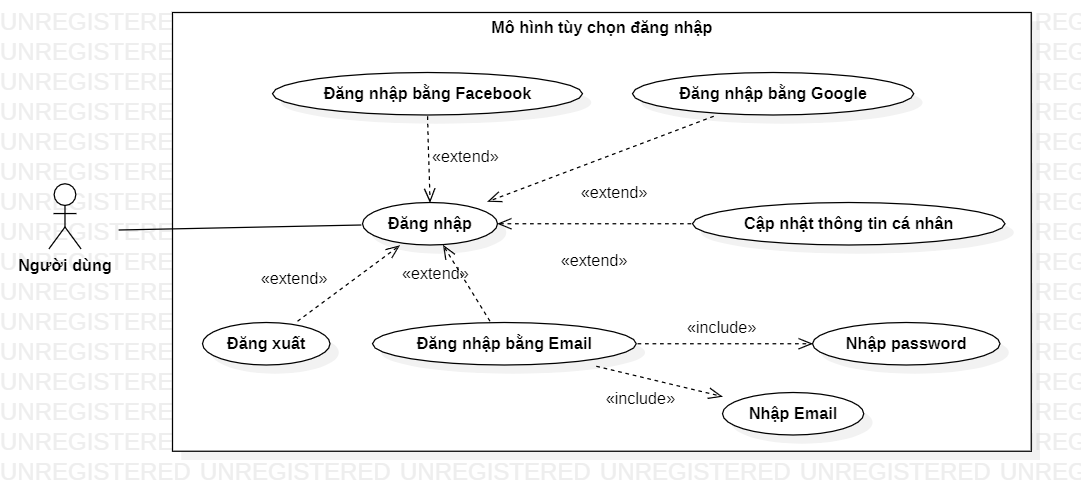 Mô hình tùy chọn đăng nhập
Đăng nhập bằng Facebook
Đăng nhập bằng Google
«extend»
«extend»
Đăng nhập
Cập nhật thông tin cá nhân
Người dùng
«extend»
«extend»
«extend»
Đăng xuất
Đăng nhập bằng Email
«include»
Nhập password
«include»
Nhập Email
UNREGISTERED UNREGISTERED UNREGISTERED UNREGISTERED UNREGISTERED UNREG